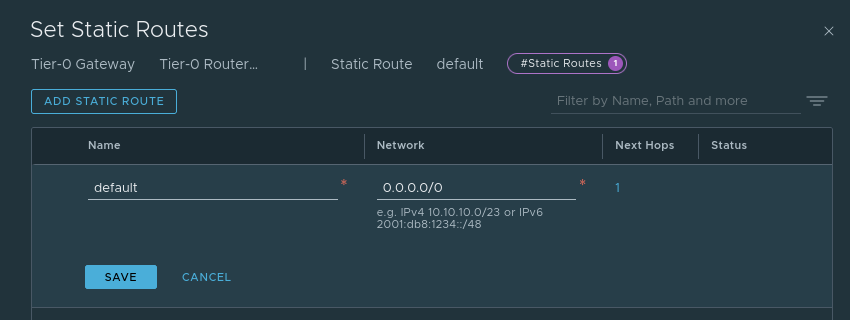 Set Static Routes
Tier-0 Gateway Tier-0 Router... | Static Route default #Static Routes 1
ADD STATIC ROUTE Filter by Name, Path and more
Name Network Next Hops Status
default * 0.0.0.0/0 * 1
e.g. IPv4 10.10.10.0/23 or IPv6
2001:db8:1234::/48
SAVE CANCEL